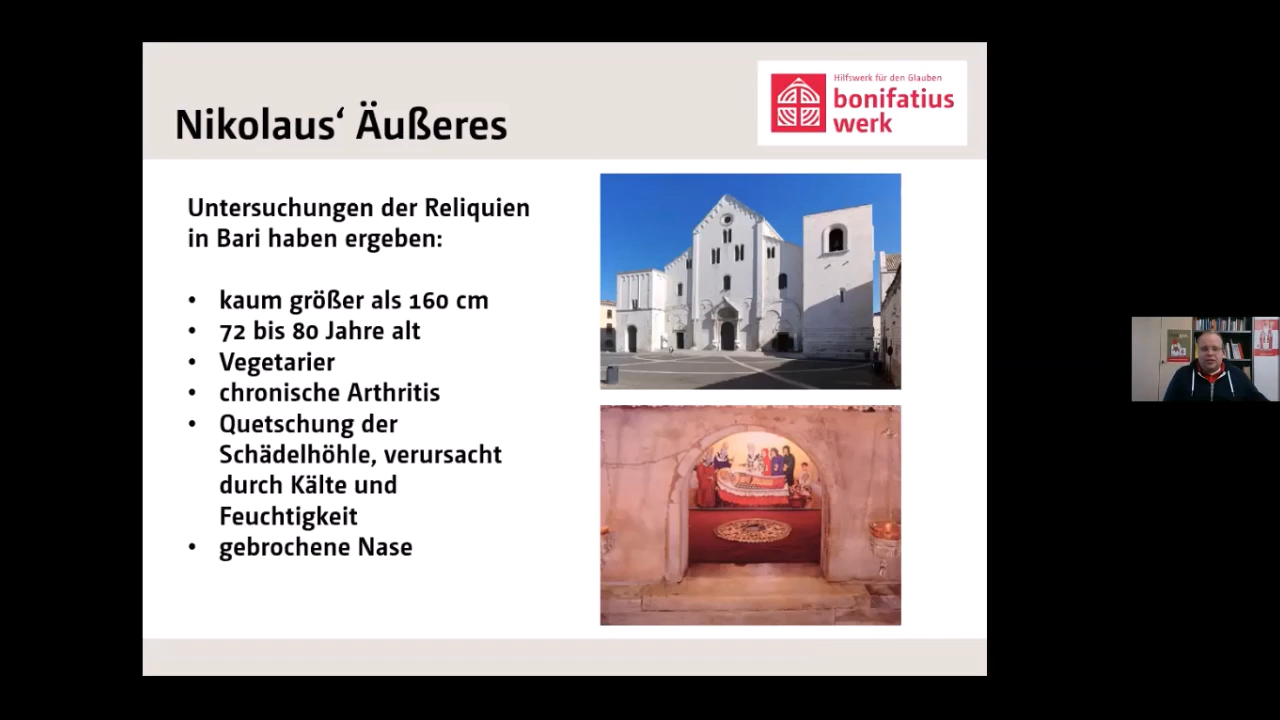 Nikolaus‘ Äußeres
Hilfswerk für den Glauben
bonifatius
werk
Untersuchungen der Reliquien
in Bari haben ergeben:
• kaum größer als 160 cm
• 72 bis 80 Jahre alt
• Vegetarier
• chronische Arthritis
• Quetschung der
Schädelhöhle, verursacht
durch Kälte und
Feuchtigkeit
• gebrochene Nase